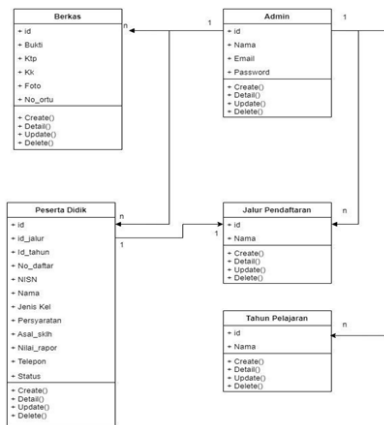 Berkas
+ id
+ Bukti
+ Ktp
+ Kk
+ Foto
+ No_ortu
+ Create()
+ Detail()
+ Update()
+ Delete()
n
1
Admin
+ id
+ Nama
+ Email
+ Password
+ Create()
+ Detail()
+ Update()
+ Delete()
1
Peserta Didik
+ id
+ id_jalur
+ Id_tahun
+ No_daftar
+ NISN
+ Nama
+ Jenis Kel
+ Persyaratan
+ Asal_sklh
+ Nilai_rapor
+ Telepon
+ Status
+ Create()
+ Detail()
+ Update()
+ Delete()
n
1
1
Jalur Pendaftaran
+ id
+ Nama
+ Create()
+ Detail()
+ Update()
+ Delete()
n
Tahun Pelajaran
+ id
+ Nama
+ Create()
+ Detail()
+ Update()
+ Delete()
n